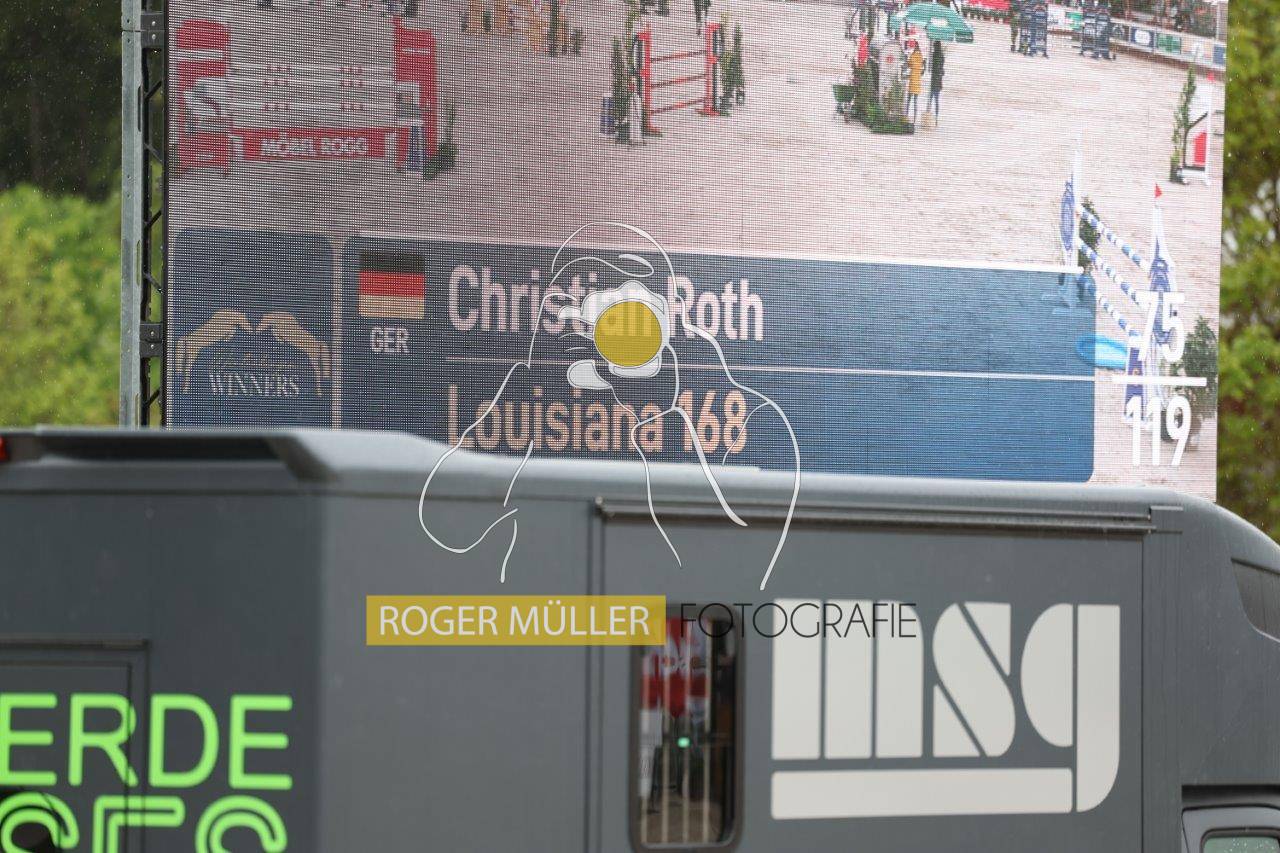 MÖBEL ROGG
GER
Christian Roth
WINNERS
Louisiana 168
75
119
ROGER MÜLLER FOTOGRAFIE
msg
ERDE